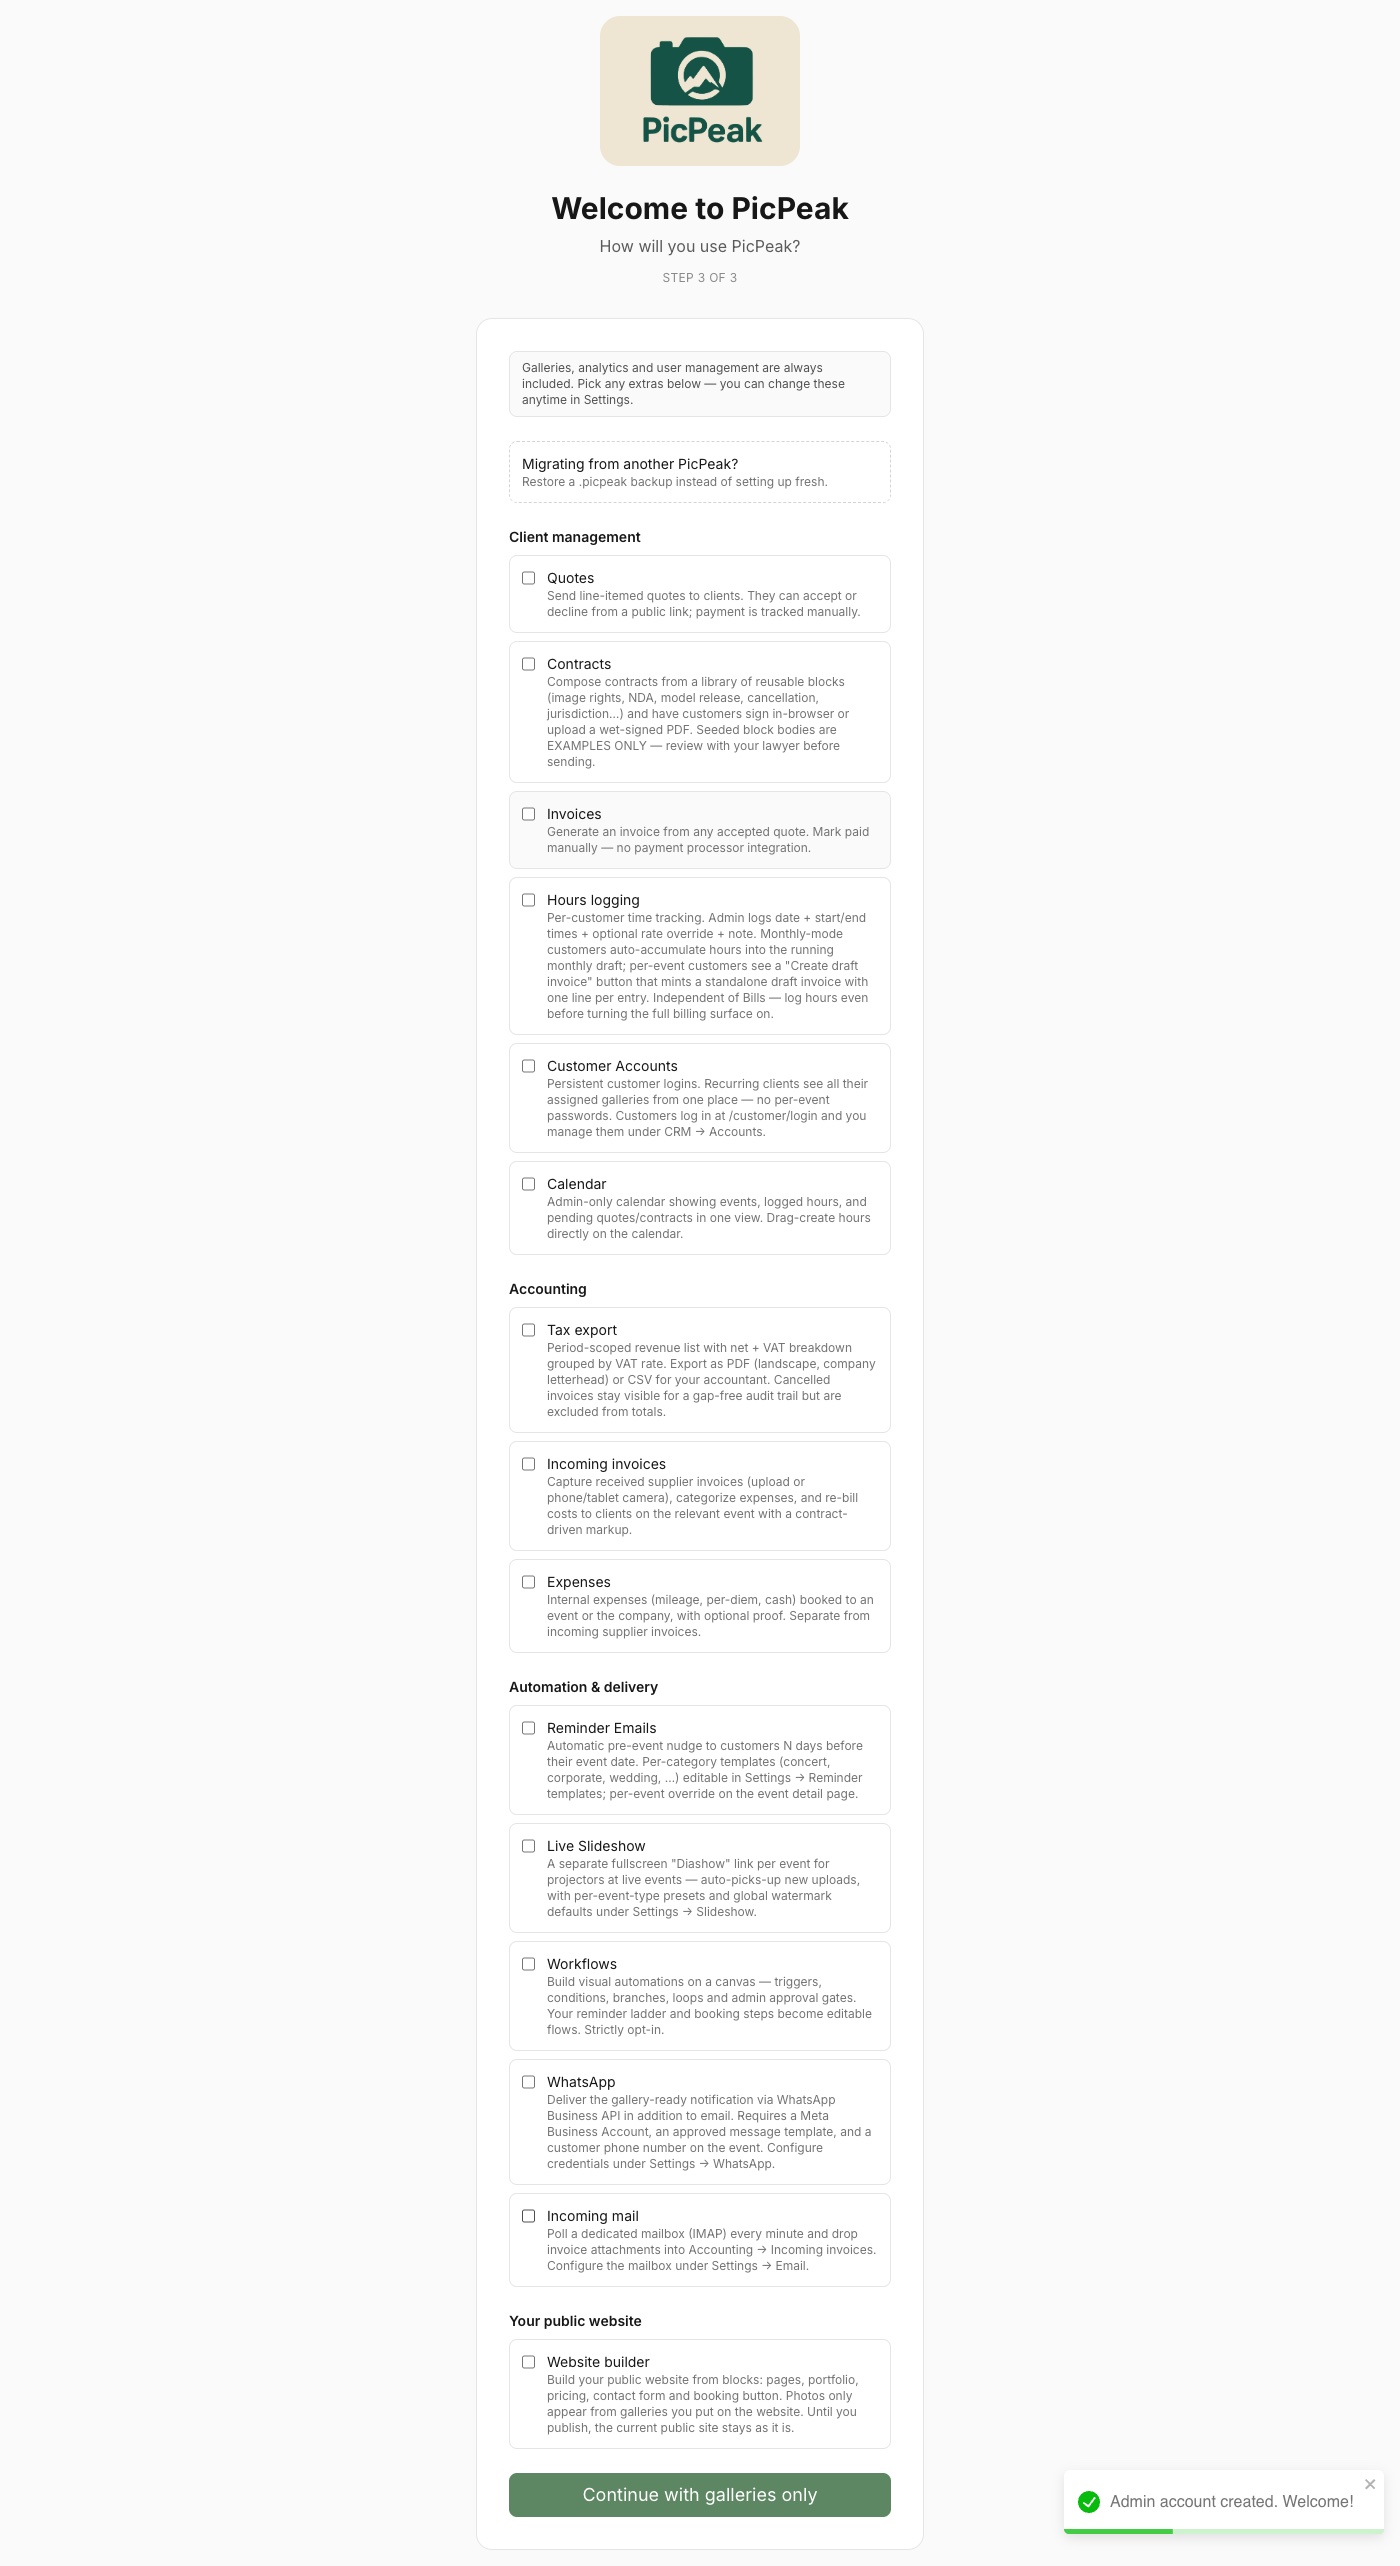 PicPeak
Welcome to PicPeak
How will you use PicPeak?
STEP 3 OF 3
Galleries, analytics and user management are always
included. Pick any extras below — you can change these
anytime in Settings.
Migrating from another PicPeak?
Restore a .picpeak backup instead of setting up fresh.
Client management
Quotes
Send line-itemed quotes to clients. They can accept or
decline from a public link; payment is tracked manually.
Contracts
Compose contracts from a library of reusable blocks
(image rights, NDA, model release, cancellation,
jurisdiction…) and have customers sign in-browser or
upload a wet-signed PDF. Seeded block bodies are
EXAMPLES ONLY — review with your lawyer before
sending.
Invoices
Generate an invoice from any accepted quote. Mark paid
manually — no payment processor integration.
Hours logging
Per-customer time tracking. Admin logs date + start/end
times + optional rate override + note. Monthly-mode
customers auto-accumulate hours into the running
monthly draft; per-event customers see a "Create draft
invoice" button that mints a standalone draft invoice with
one line per entry. Independent of Bills — log hours even
before turning the full billing surface on.
Customer Accounts
Persistent customer logins. Recurring clients see all their
assigned galleries from one place — no per-event
passwords. Customers log in at /customer/login and you
manage them under CRM → Accounts.
Calendar
Admin-only calendar showing events, logged hours, and
pending quotes/contracts in one view. Drag-create hours
directly on the calendar.
Accounting
Tax export
Period-scoped revenue list with net + VAT breakdown
grouped by VAT rate. Export as PDF (landscape, company
letterhead) or CSV for your accountant. Cancelled
invoices stay visible for a gap-free audit trail but are
excluded from totals.
Incoming invoices
Capture received supplier invoices (upload or
phone/tablet camera), categorize expenses, and re-bill
costs to clients on the relevant event with a contract-
driven markup.
Expenses
Internal expenses (mileage, per-diem, cash) booked to an
event or the company, with optional proof. Separate from
incoming supplier invoices.
Automation & delivery
Reminder Emails
Automatic pre-event nudge to customers N days before
their event date. Per-category templates (concert,
corporate, wedding, …) editable in Settings → Reminder
templates; per-event override on the event detail page.
Live Slideshow
A separate fullscreen "Diashow" link per event for
projectors at live events — auto-picks-up new uploads,
with per-event-type presets and global watermark
defaults under Settings → Slideshow.
Workflows
Build visual automations on a canvas — triggers,
conditions, branches, loops and admin approval gates.
Your reminder ladder and booking steps become editable
flows. Strictly opt-in.
WhatsApp
Deliver the gallery-ready notification via WhatsApp
Business API in addition to email. Requires a Meta
Business Account, an approved message template, and a
customer phone number on the event. Configure
credentials under Settings → WhatsApp.
Incoming mail
Poll a dedicated mailbox (IMAP) every minute and drop
invoice attachments into Accounting → Incoming invoices.
Configure the mailbox under Settings → Email.
Your public website
Website builder
Build your public website from blocks: pages, portfolio,
pricing, contact form and booking button. Photos only
appear from galleries you put on the website. Until you
publish, the current public site stays as it is.
Continue with galleries only
Admin account created. Welcome!